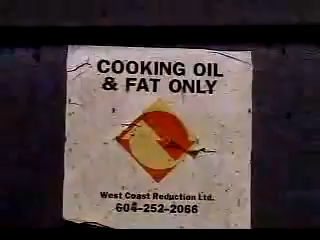 COOKING OIL
& FAT ONLY
West Coast Reduction Ltd.
604-252-2066